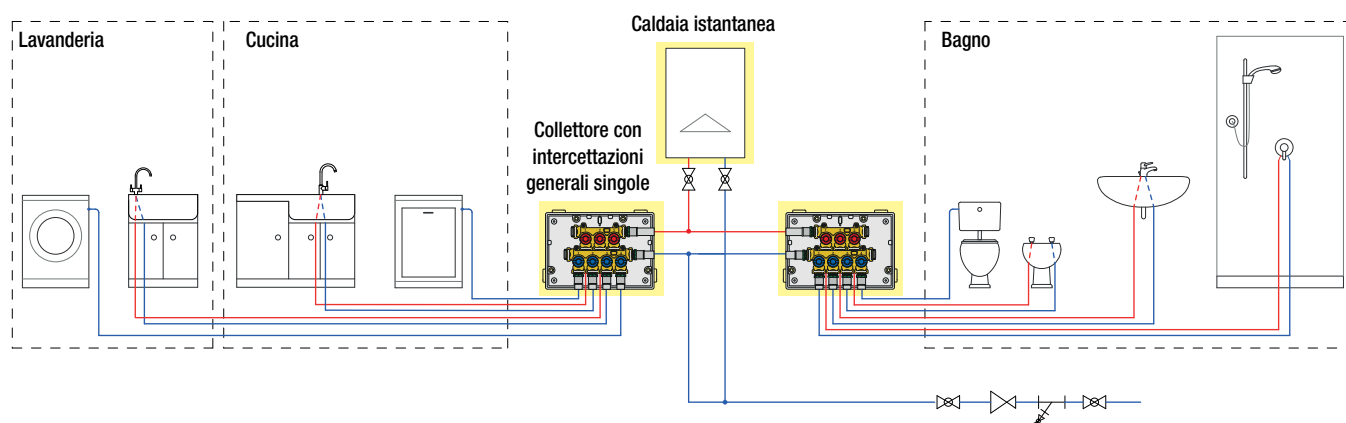 Lavanderia
Cucina
Caldaia istantanea
Bagno
Collettore con
intercettazioni
generali singole